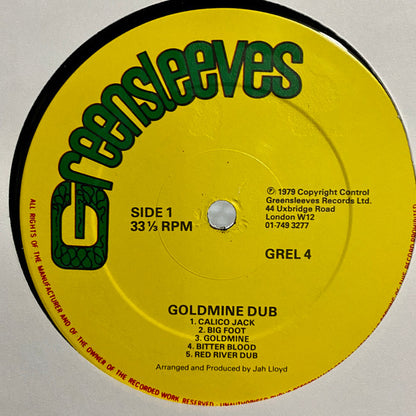 Greensleeves
SIDE 1
33 ⅓ RPM
Ⓟ 1979 Copyright Control
Greensleeves Records Ltd.
44 Uxbridge Road
London W12
01-749 3277
GREL 4
GOLDMINE DUB
1. CALICO JACK
2. BIG FOOT
3. GOLDMINE
4. BITTER BLOOD
5. RED RIVER DUB
Arranged and Produced by Jah Lloyd
ALL RIGHTS OF THE MANUFACTURER AND OF THE OWNER OF THE RECORDED WORK RESERVED - UNAUTHORISED